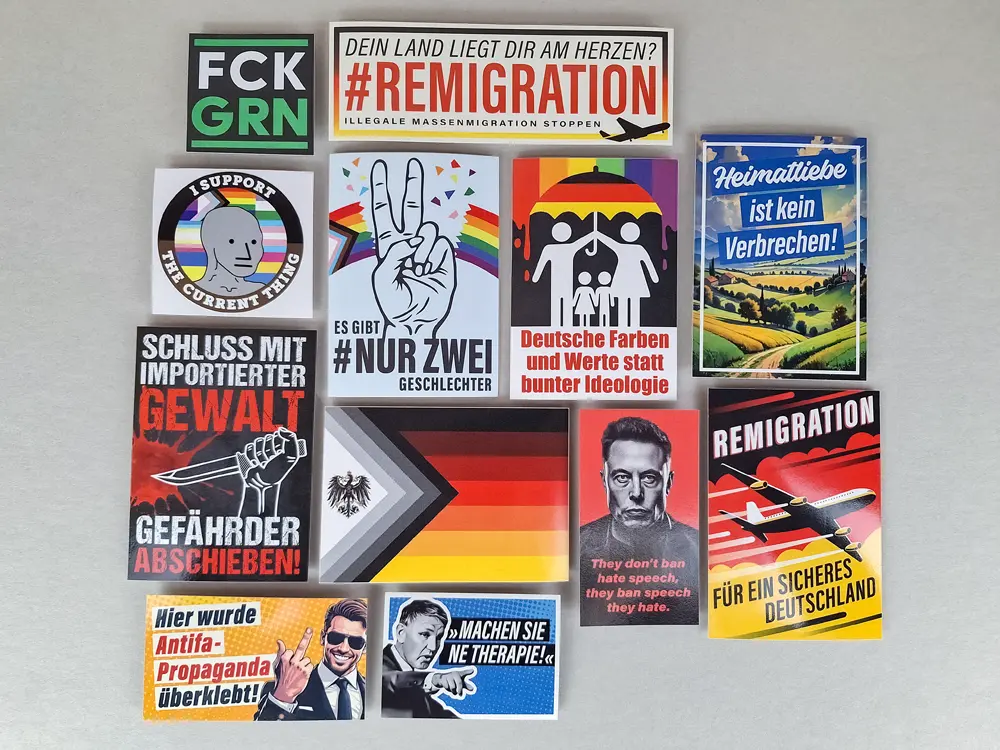 FCK
GRN
DEIN LAND LIEGT DIR AM HERZEN?
#REMIGRATION
ILLEGALE MASSENMIGRATION STOPPEN
I SUPPORT
THE CURRENT THING
ES GIBT
#NUR ZWEI
GESCHLECHTER
Deutsche Farben
und Werte statt
bunter Ideologie
Heimatliebe
ist kein
Verbrechen!
SCHLUSS MIT
IMPORTIERTER
GEWALT
GEFÄHRDER
ABSCHIEBEN!
They don't ban
hate speech,
they ban speech
they hate.
REMIGRATION
FÜR EIN SICHERES
DEUTSCHLAND
Hier wurde
Antifa-
Propaganda
überklebt!
»MACHEN SIE
NE THERAPIE!«